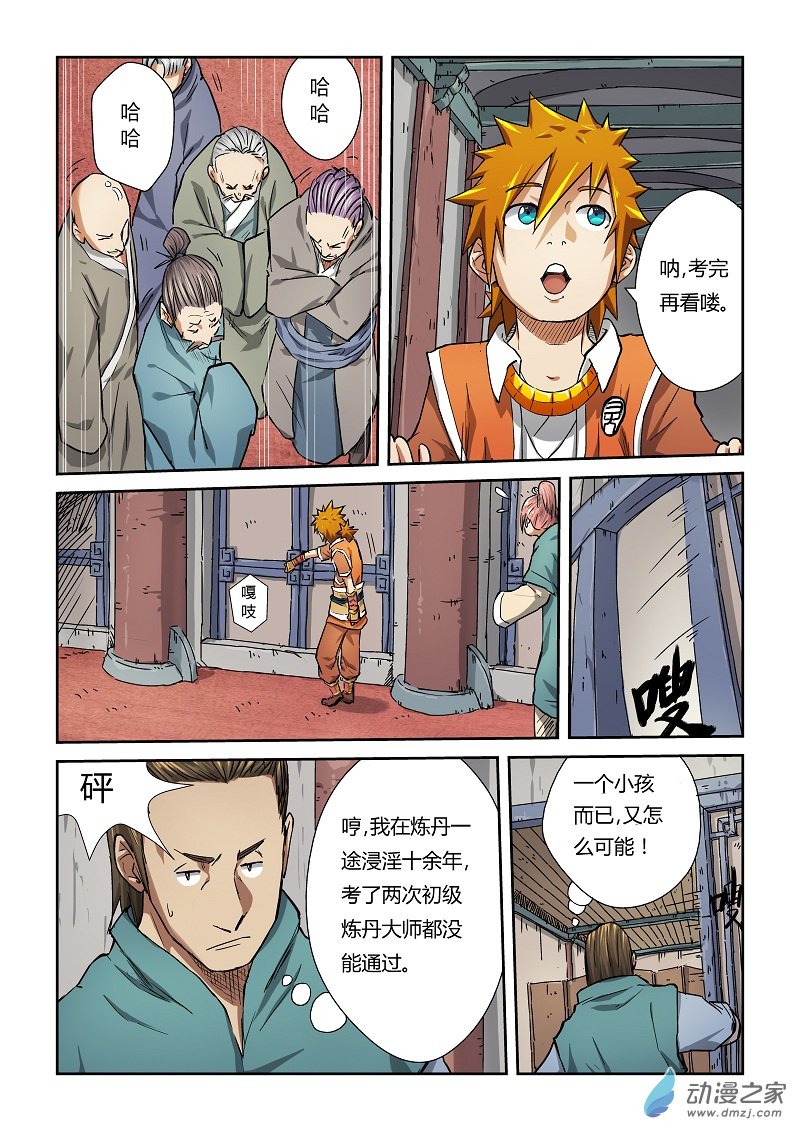 哈
哈
哈
哈
呐，考完
再看喽。
嘎
吱
嗖
砰
哼，我在炼丹一
途浸淫十余年，
考了两次初级
炼丹大师都没
能通过。
一个小孩
而已，又怎
么可能！
嗖
动漫之家
www.dmzj.com